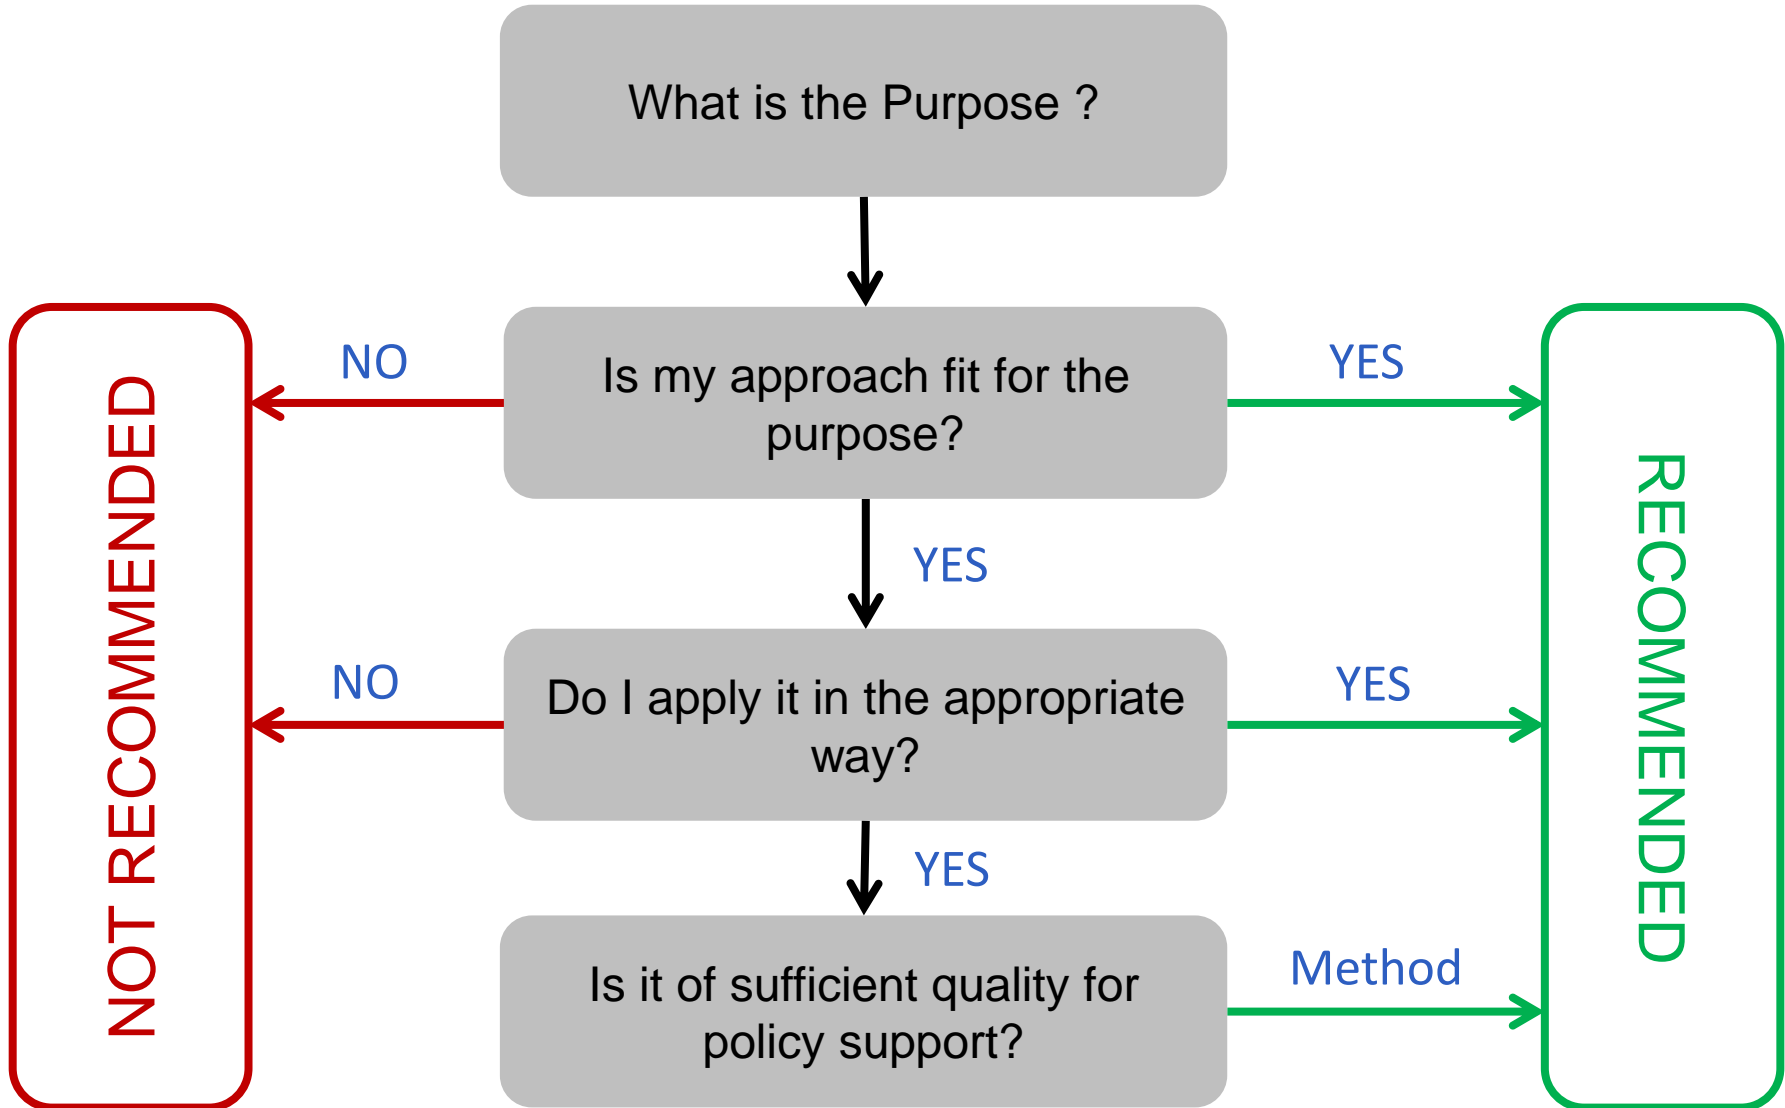 What is the Purpose ?
NO
Is my approach fit for the
purpose?
YES
YES
NO
Do I apply it in the appropriate
way?
YES
YES
Is it of sufficient quality for
policy support?
Method
NOT RECOMMENDED
RECOMMENDED